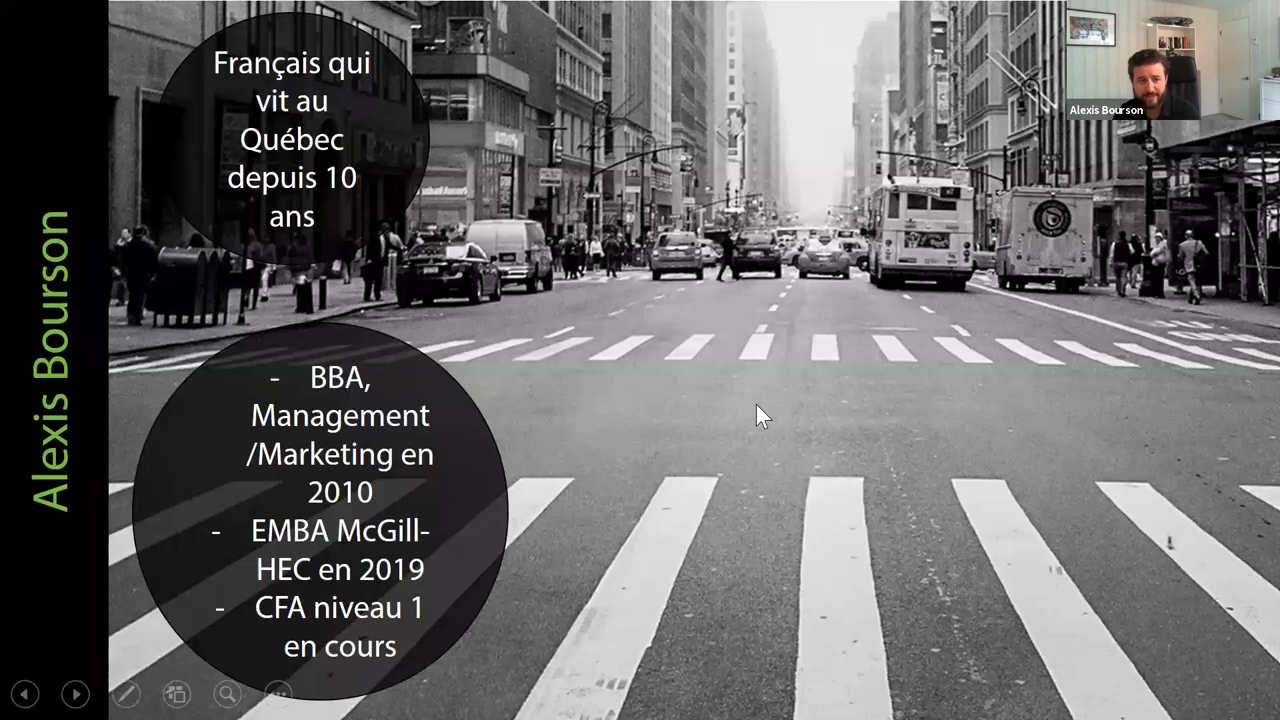 Alexis Bourson
Français qui
vit au
Québec
depuis 10
ans
- BBA,
Management
/Marketing en
2010
- EMBA McGill-
HEC en 2019
- CFA niveau 1
en cours
Alexis Bourson